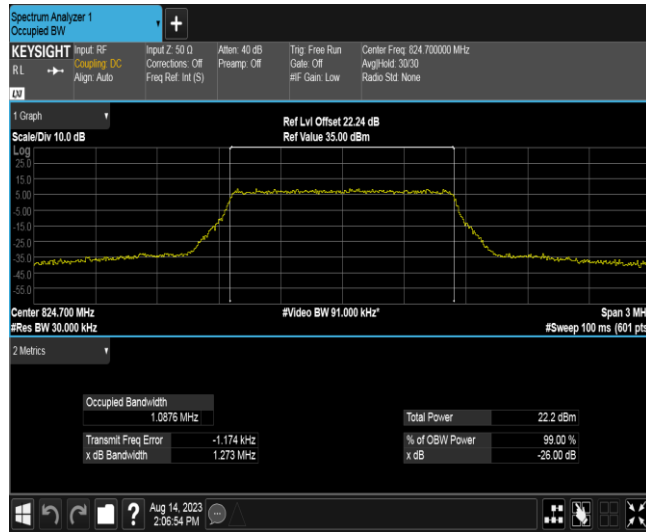 Spectrum Analyzer 1
Occupied BW
+
KEYSIGHT
RL
LXI
Input: RF
Coupling: DC
Align: Auto
Input Z: 50 Ω
Corrections: Off
Freq Ref: Int (S)
Atten: 40 dB
Preamp: Off
Trig: Free Run
Gate: Off
#IF Gain: Low
Center Freq: 824.700000 MHz
Avg|Hold: 30/30
Radio Std: None
1 Graph
Scale/Div 10.0 dB
Ref Lvl Offset 22.24 dB
Ref Value 35.00 dBm
Log
25.0
15.0
5.00
-5.00
-15.0
-25.0
-35.0
-45.0
-55.0
Center 824.700 MHz
#Res BW 30.000 kHz
#Video BW 91.000 kHz*
Span 3 MH
#Sweep 100 ms (601 pts
2 Metrics
Occupied Bandwidth
1.0876 MHz
Transmit Freq Error -1.174 kHz
x dB Bandwidth 1.273 MHz
Total Power 22.2 dBm
% of OBW Power 99.00 %
x dB -26.00 dB
?
Aug 14, 2023
2:06:54 PM